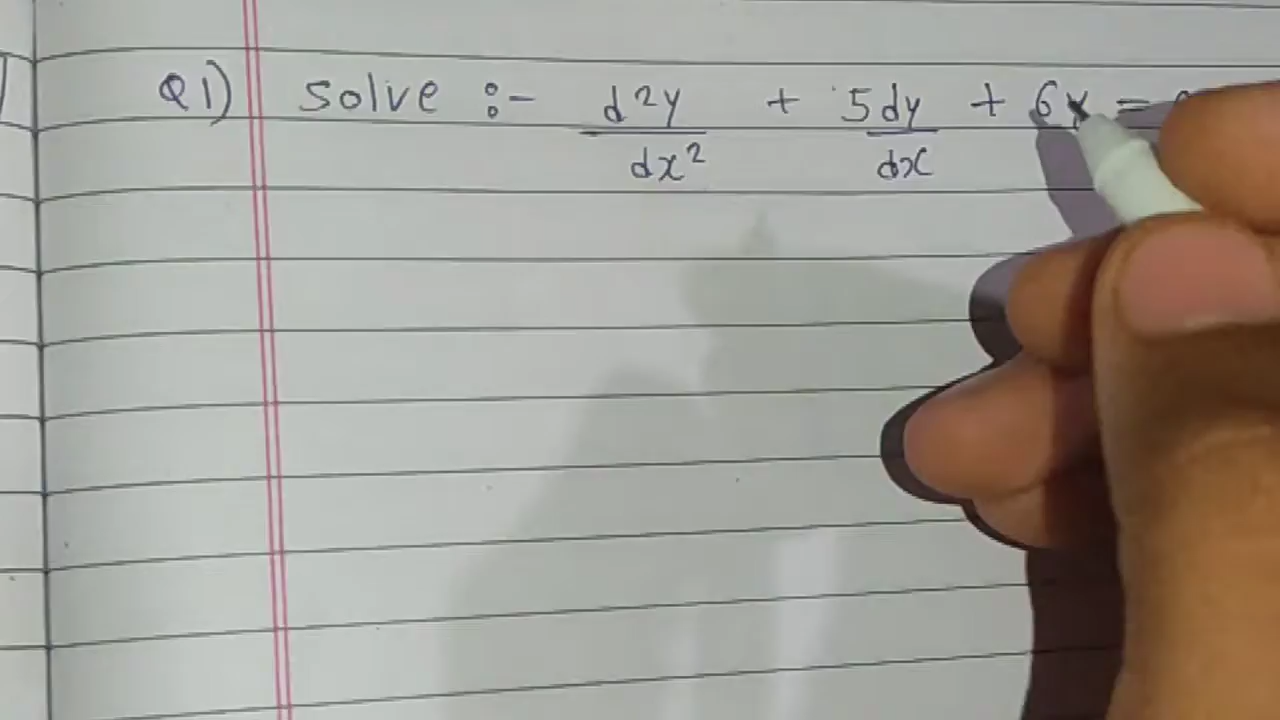 Q1) Solve :- d2y/dx² + 5dy/dx + 6y =